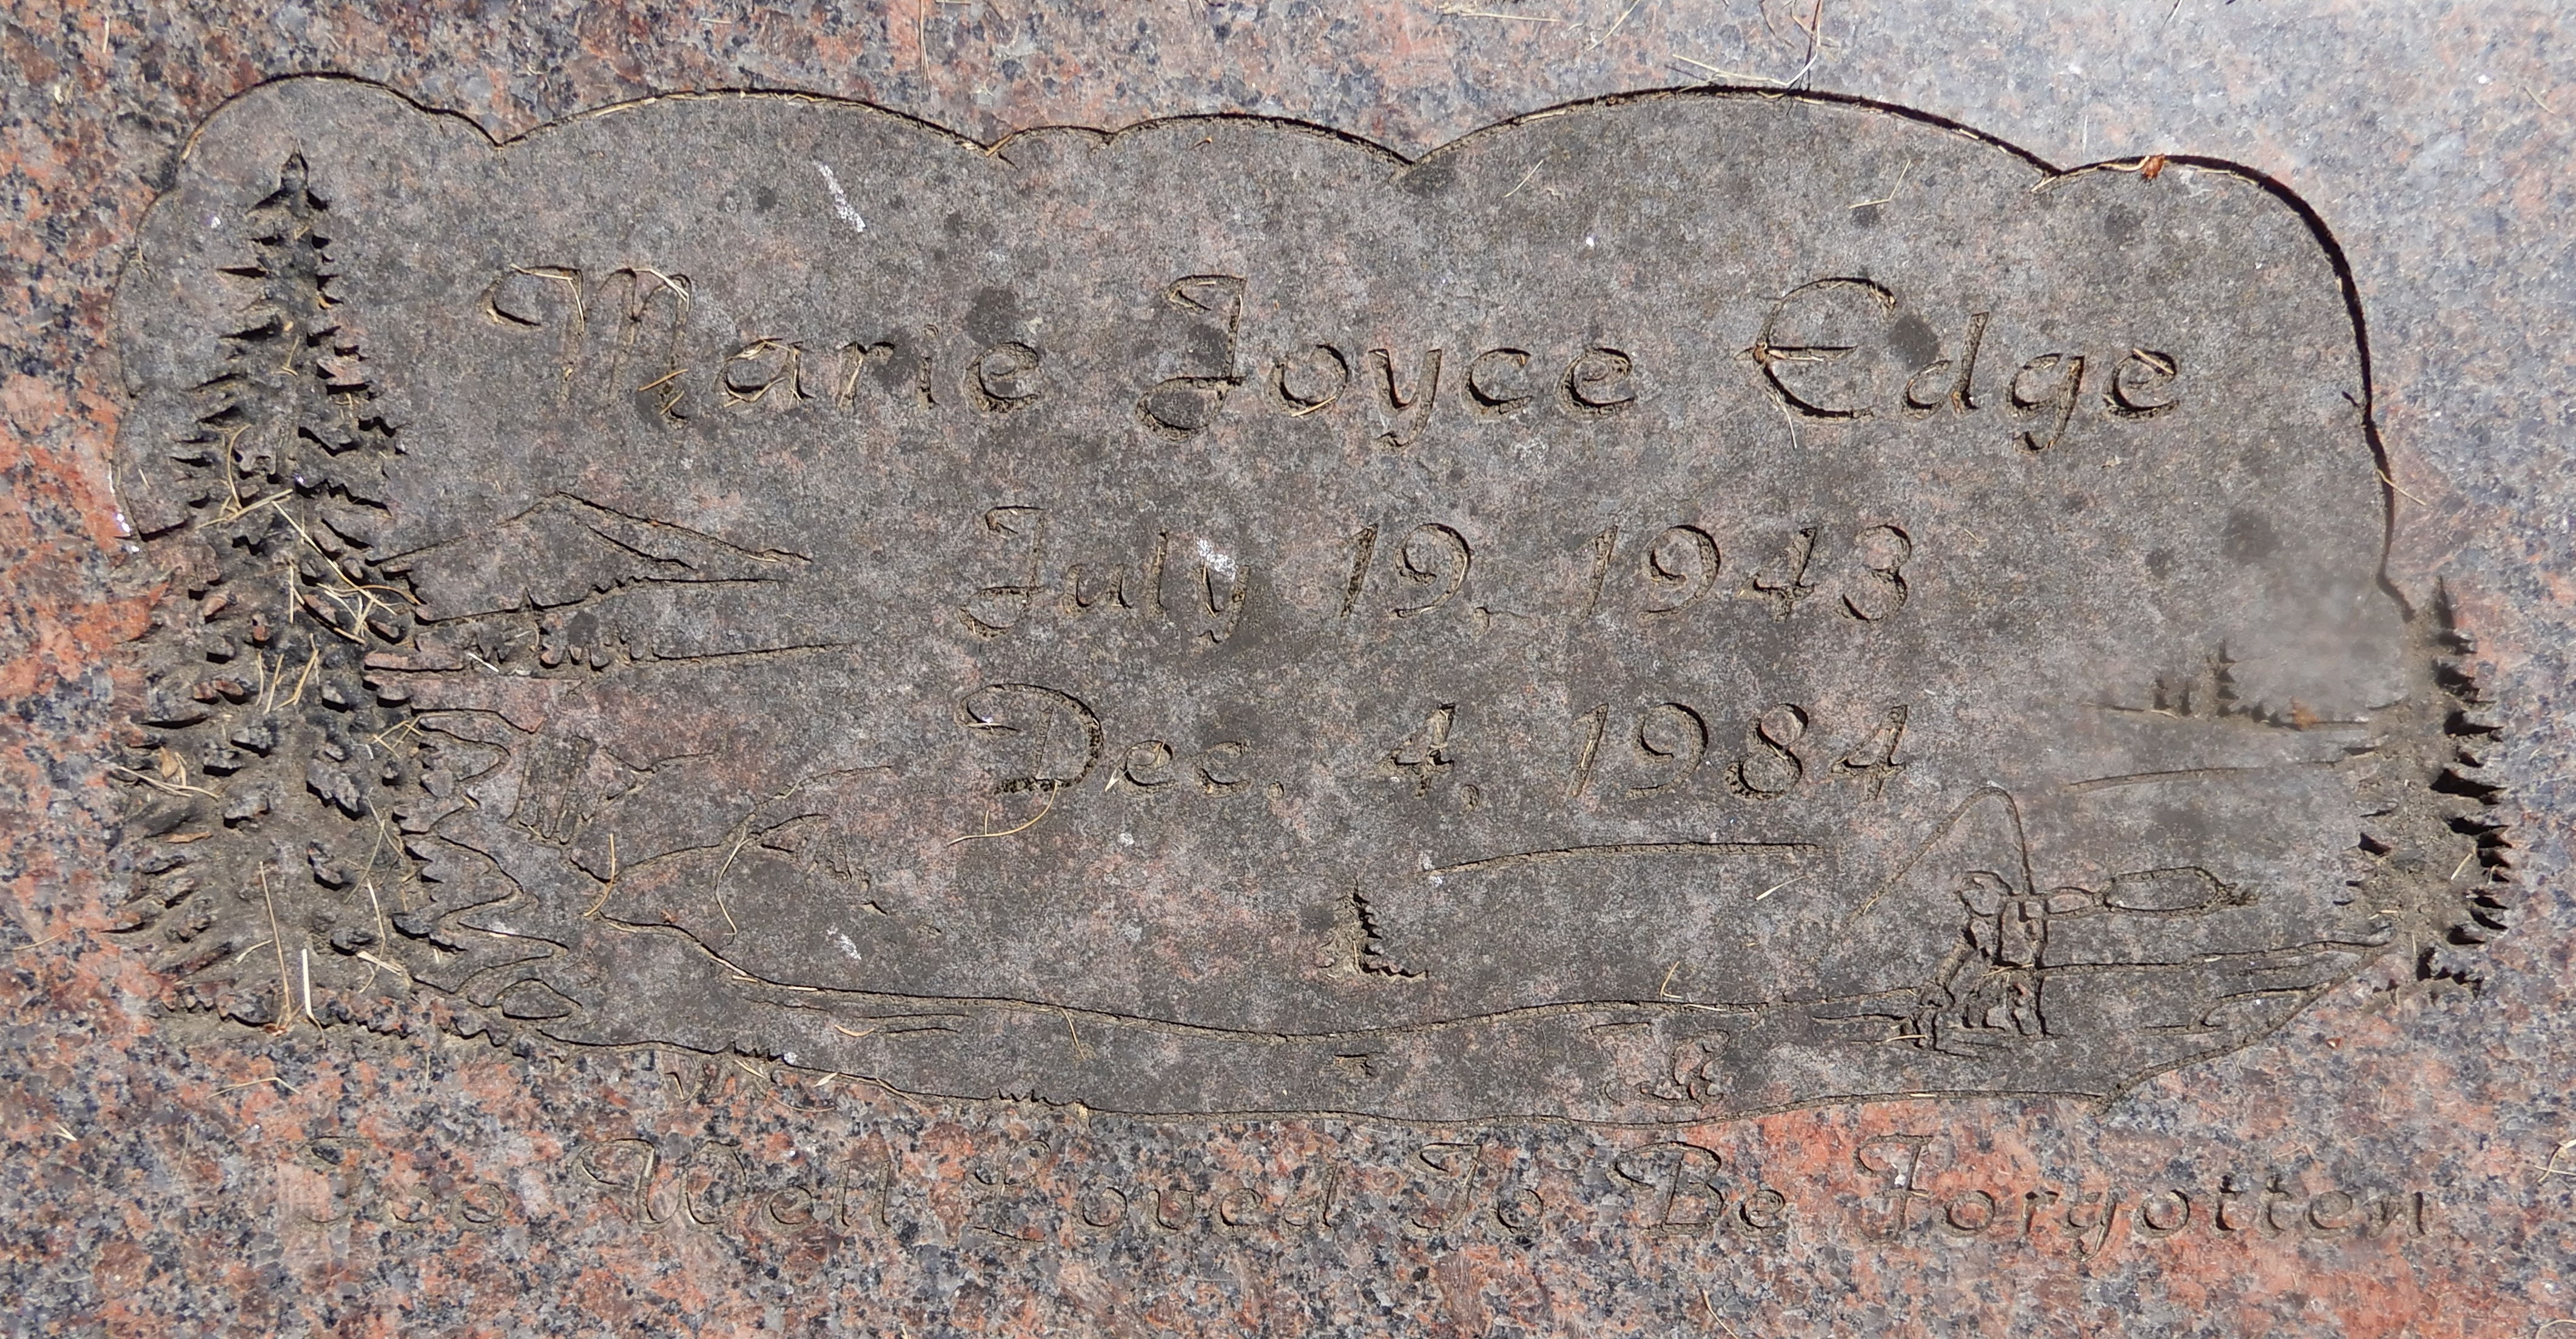 Marie Joyce Edge
July 19, 1943
Dec. 4, 1984
Too Well Loved To Be Forgotten